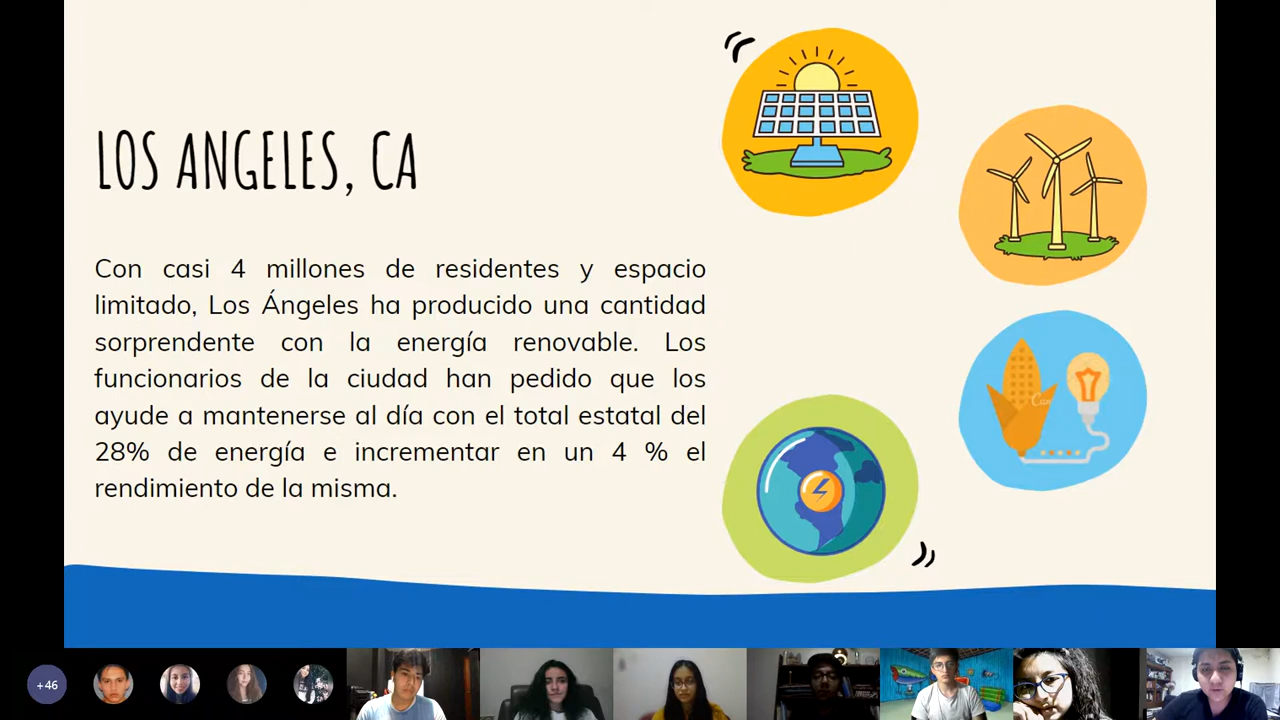 LOS ANGELES, CA
Con casi 4 millones de residentes y espacio
limitado, Los Ángeles ha producido una cantidad
sorprendente con la energía renovable. Los
funcionarios de la ciudad han pedido que los
ayude a mantenerse al día con el total estatal del
28% de energía e incrementar en un 4 % el
rendimiento de la misma.
Can
+46